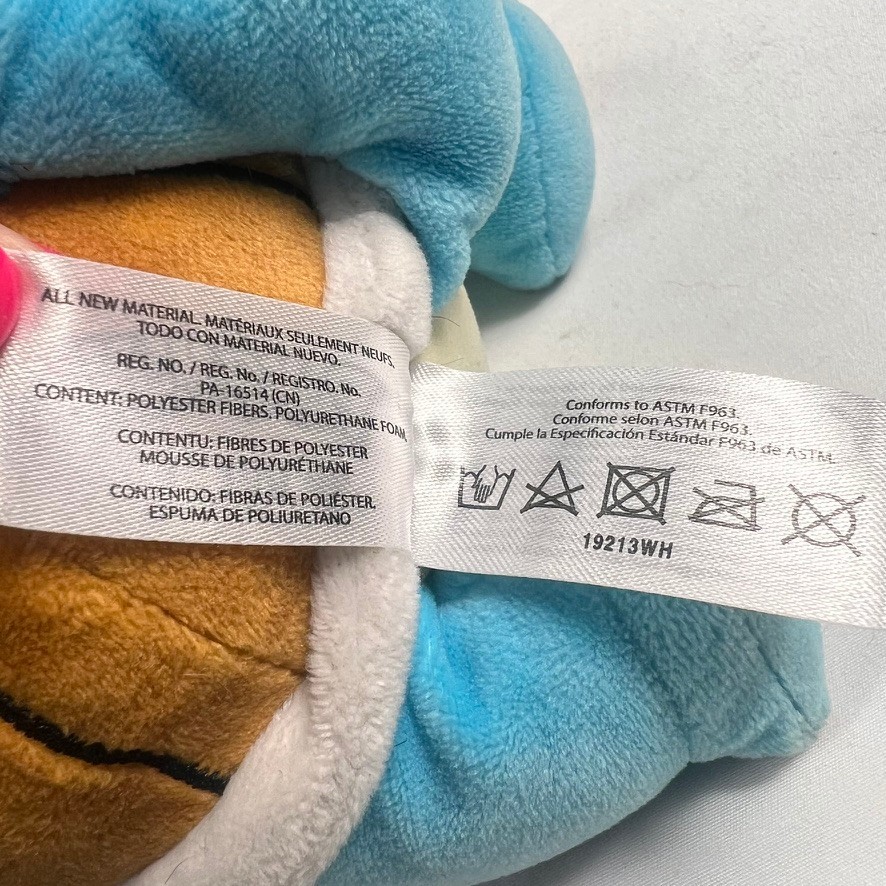 ALL NEW MATERIAL. MATÉRIAUX SEULEMENT NEUFS.
TODO CON MATERIAL NUEVO.
REG. NO. / REG. No. / REGISTRO. No.
PA-16514 (CN)
CONTENT: POLYESTER FIBERS. POLYURETHANE FOAM.
CONTENTU: FIBRES DE POLYESTER
MOUSSE DE POLYURÉTHANE
CONTENIDO: FIBRAS DE POLIÉSTER.
ESPUMA DE POLIURETANO
Conforms to ASTM F963.
Conforme selon ASTM F963.
Cumple la Especificación Estándar F963 de ASTM.
19213WH